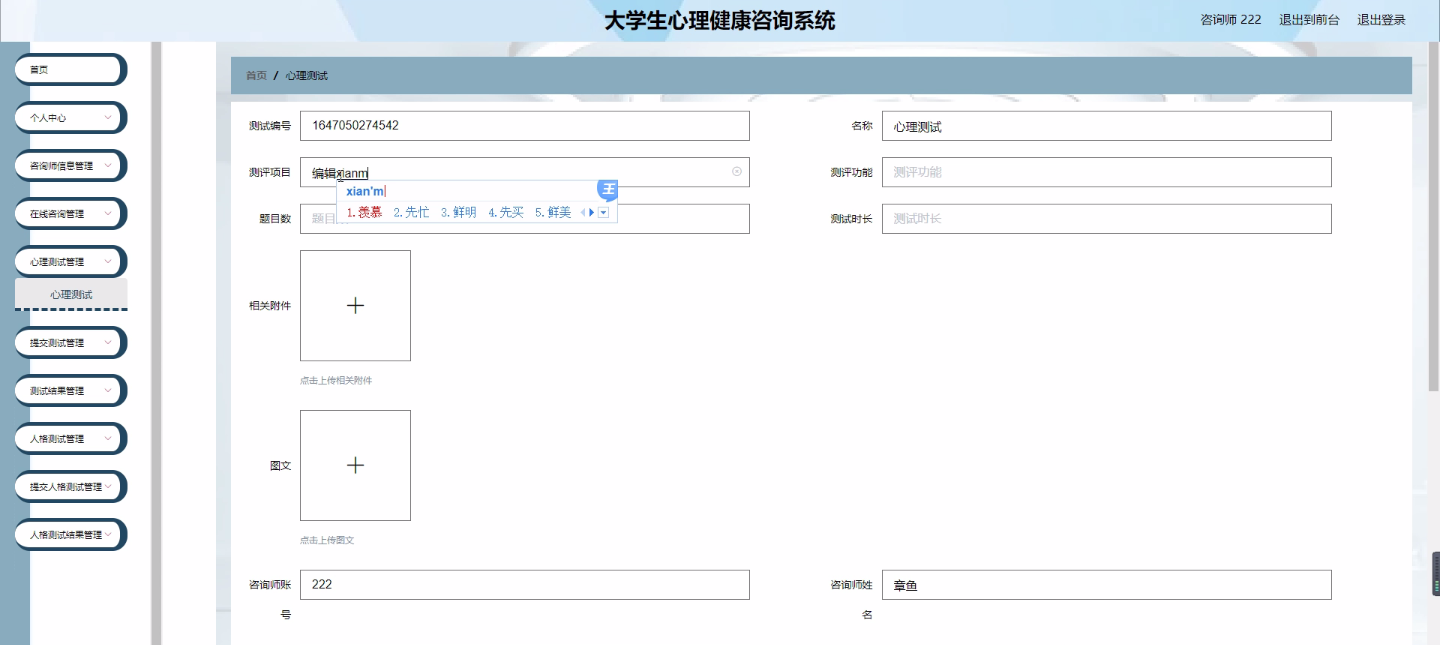 大学生心理健康咨询系统
咨询师 222 退出到前台 退出登录
首页
个人中心
咨询师信息管理
在线咨询管理
心理测试管理
心理测试
提交测试管理
测试结果管理
人格测试管理
提交人格测试管理
人格测试结果管理
首页 / 心理测试
测试编号 1647050274542 名称 心理测试
测评项目 编辑xianm 测评功能 测评功能
xian'm
1.羡慕 2.先忙 3.鲜明 4.先买 5.鲜美
王
题目数 题目 测试时长 测试时长
相关附件
点击上传相关附件
图文
点击上传图文
咨询师账号 222 咨询师姓名 章鱼